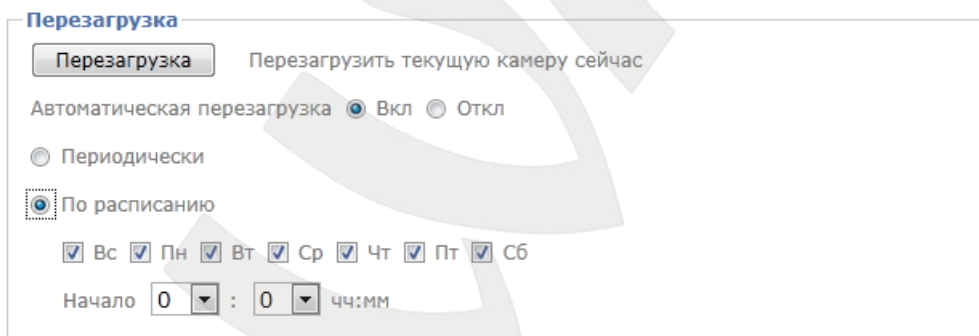 Перезагрузка
Перезагрузка Перезагрузить текущую камеру сейчас
Автоматическая перезагрузка Вкл Откл
Периодически
По расписанию
Вс Пн Вт Ср Чт Пт Сб
Начало 0 : 0 чч:мм